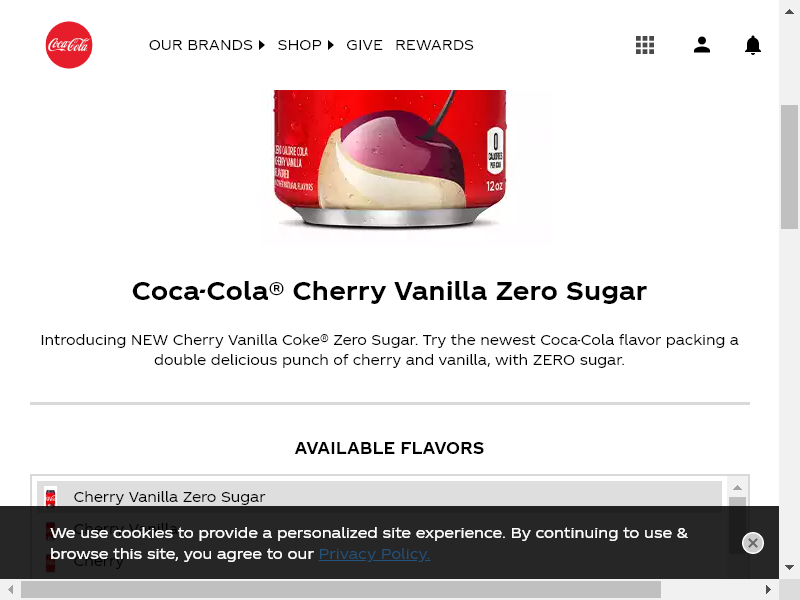 Coca-Cola
OUR BRANDS SHOP GIVE REWARDS
ZERO CALORIE COLA
CHERRY VANILLA
FLAVORED
0
CALORIES
PER CAN
12 oz
Coca-Cola® Cherry Vanilla Zero Sugar
Introducing NEW Cherry Vanilla Coke® Zero Sugar. Try the newest Coca-Cola flavor packing a
double delicious punch of cherry and vanilla, with ZERO sugar.
AVAILABLE FLAVORS
Cherry Vanilla Zero Sugar
Cherry Vanilla
We use cookies to provide a personalized site experience. By continuing to use &
browse this site, you agree to our Privacy Policy.
Cherry